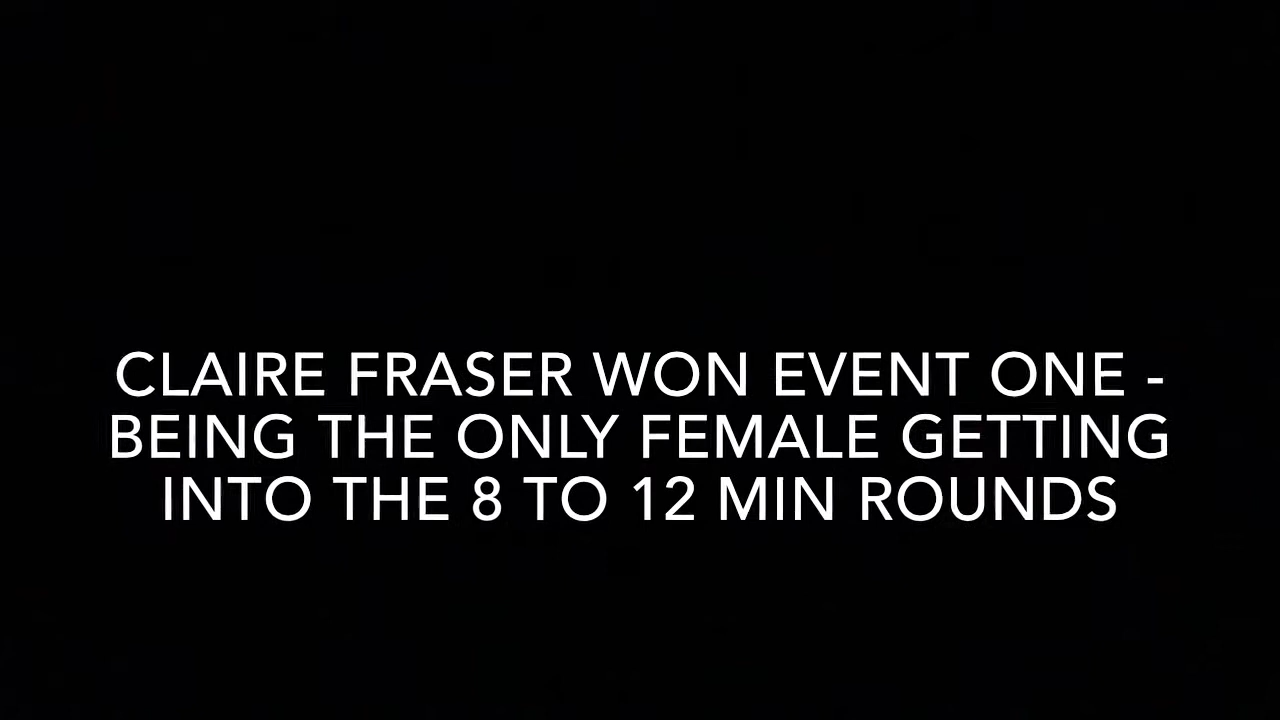 CLAIRE FRASER WON EVENT ONE -
BEING THE ONLY FEMALE GETTING
INTO THE 8 TO 12 MIN ROUNDS